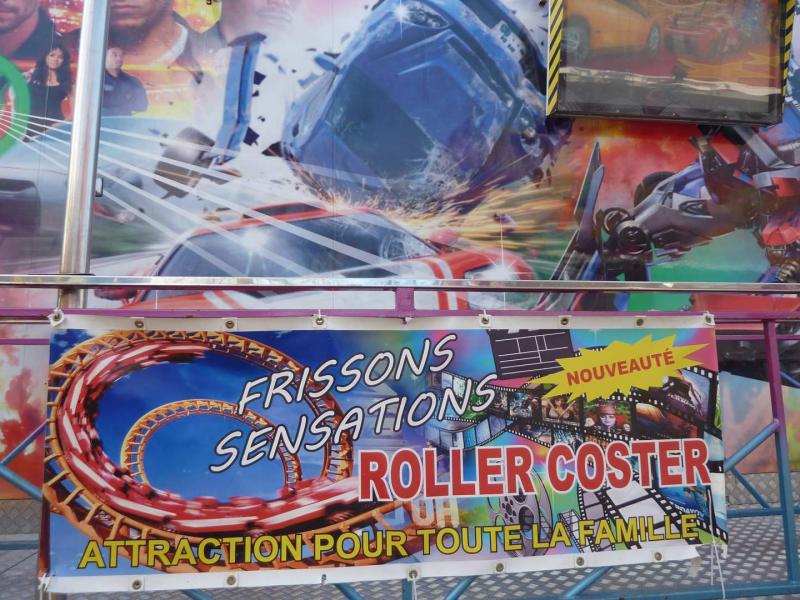 FRISSONS
SENSATIONS
NOUVEAUTÉ
ROLLER COSTER
ATTRACTION POUR TOUTE LA FAMILLE